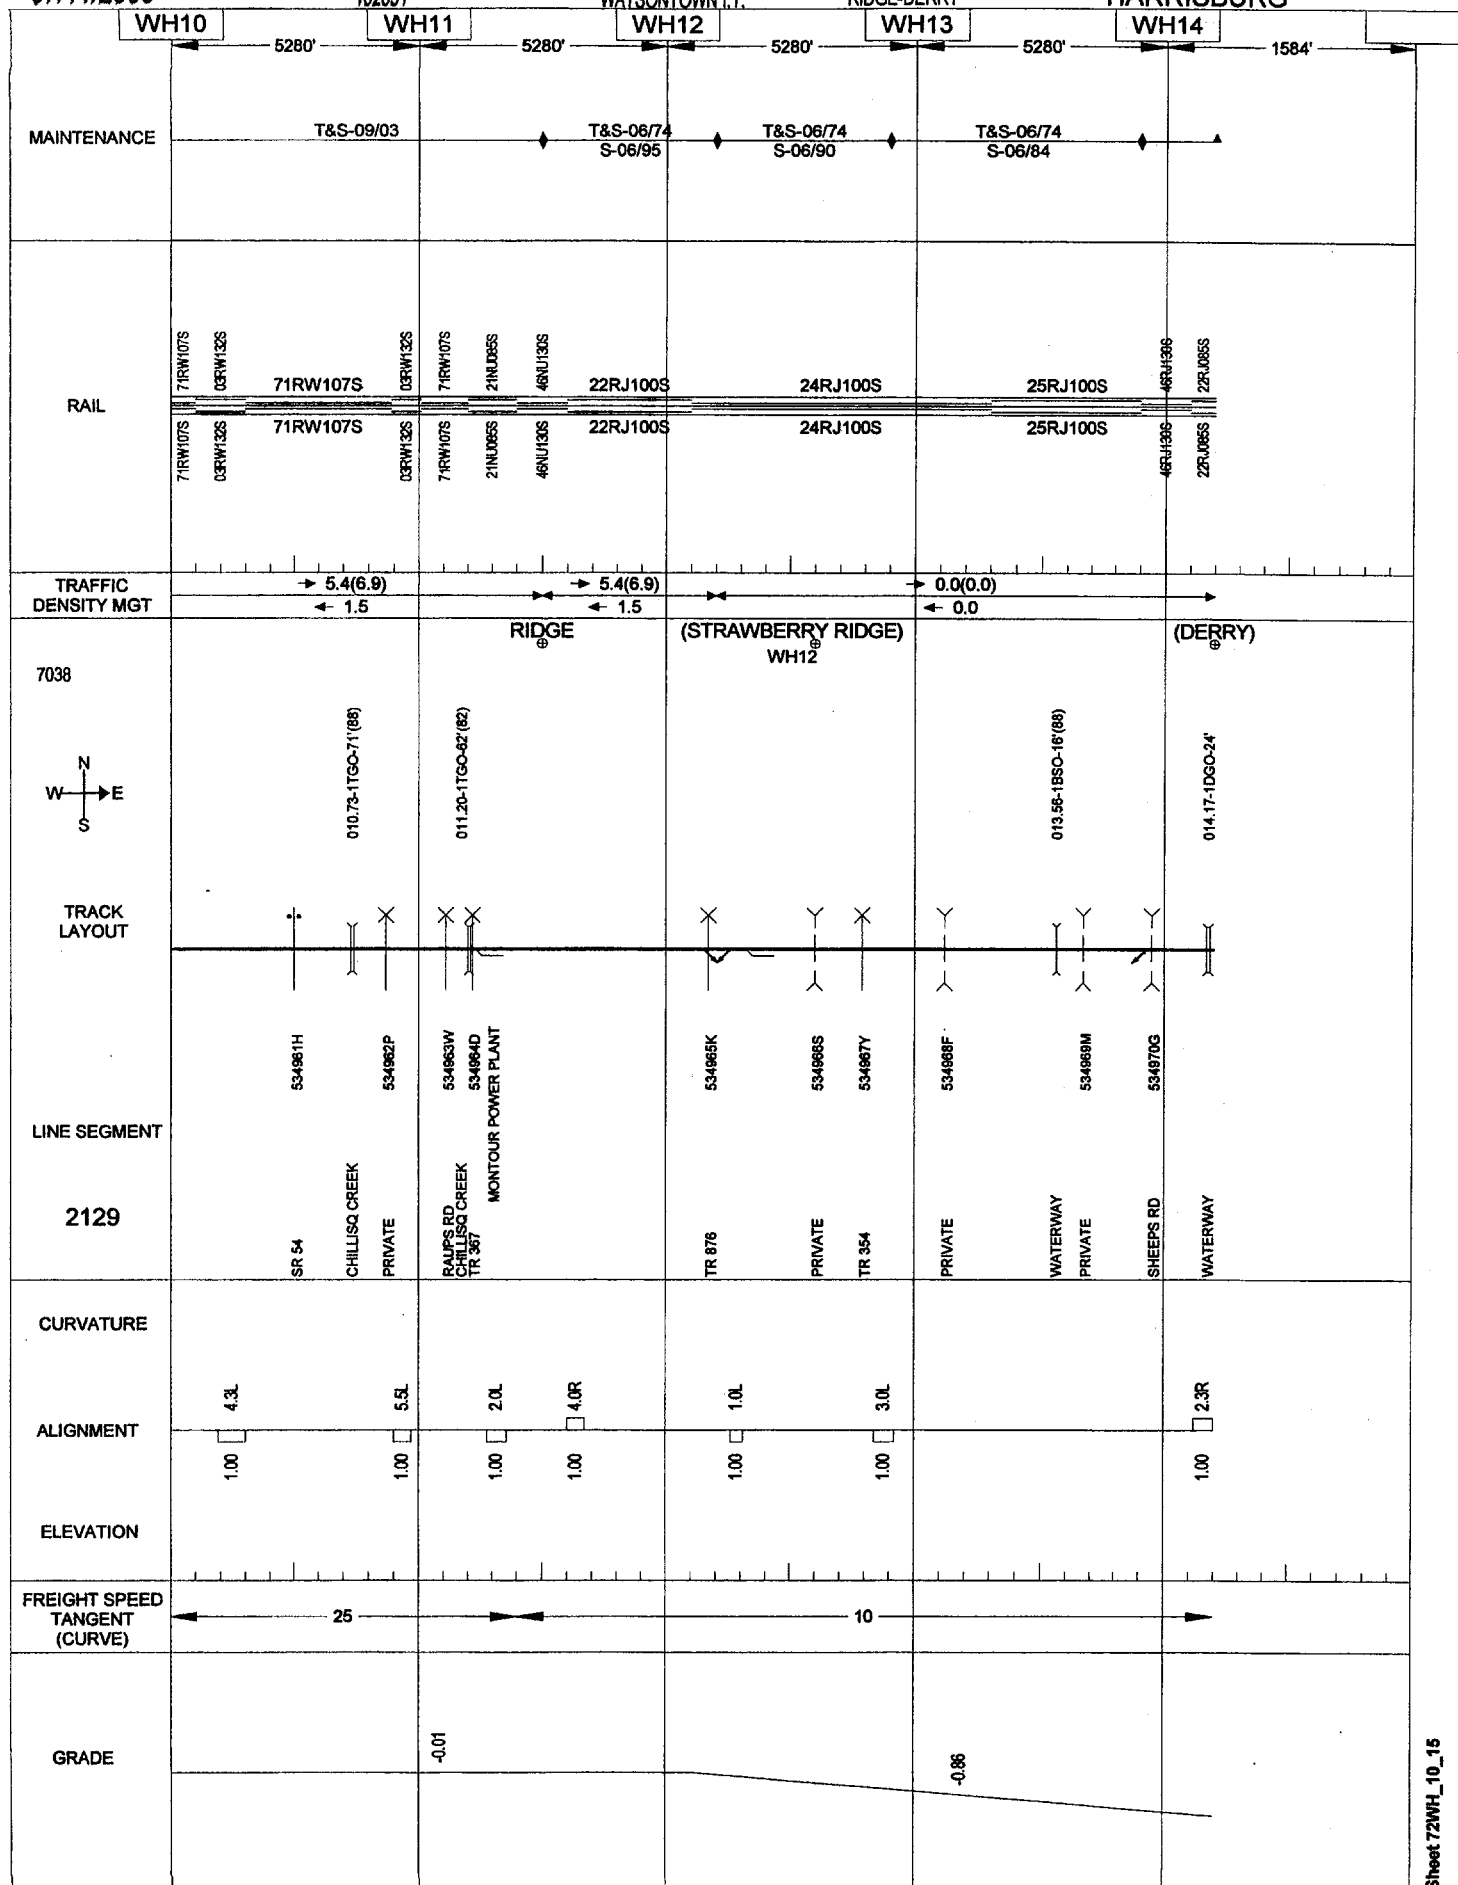 WATSONTOWN I.T.
RIDGE-DERRY
HARRISBURG
WH10 WH11 WH12 WH13 WH14
5280' 5280' 5280' 5280' 1584'
MAINTENANCE
T&S-09/03 T&S-06/74 T&S-06/74 T&S-06/74
S-06/95 S-06/90 S-06/84
RAIL
71RW107S 03RW132S 71RW107S 03RW132S 71RW107S 21NU085S 46NU130S 22RJ100S 24RJ100S 25RJ100S 46RJ130S 22RJ085S
71RW107S 03RW132S 71RW107S 03RW132S 71RW107S 21NU085S 46NU130S 22RJ100S 24RJ100S 25RJ100S 46RJ130S 22RJ085S
TRAFFIC
DENSITY MGT
→ 5.4(6.9) → 5.4(6.9) → 0.0(0.0)
← 1.5 ← 1.5 ← 0.0
RIDGE (STRAWBERRY RIDGE) (DERRY)
WH12
7038
N
W E
S
010.73-1TGO-71'(88) 011.20-1TGO-62'(82) 013.56-1BSO-16'(68) 014.17-1DGO-24'
TRACK
LAYOUT
534961H 534962P 534963W 534964D MONTOUR POWER PLANT 534965K 534966S 534967Y 534968F 534969M 534970G
LINE SEGMENT
2129
SR 54 CHILLISQ CREEK PRIVATE RAUPS RD CHILLISQ CREEK TR 367 TR 876 PRIVATE TR 354 PRIVATE WATERWAY PRIVATE SHEEPS RD WATERWAY
CURVATURE
4.3L 5.5L 2.0L 4.0R 1.0L 3.0L 2.3R
ALIGNMENT
1.00 1.00 1.00 1.00 1.00 1.00 1.00
ELEVATION
FREIGHT SPEED
TANGENT
(CURVE)
25 10
GRADE
-0.01 -0.86
Sheet 72WH_10_15